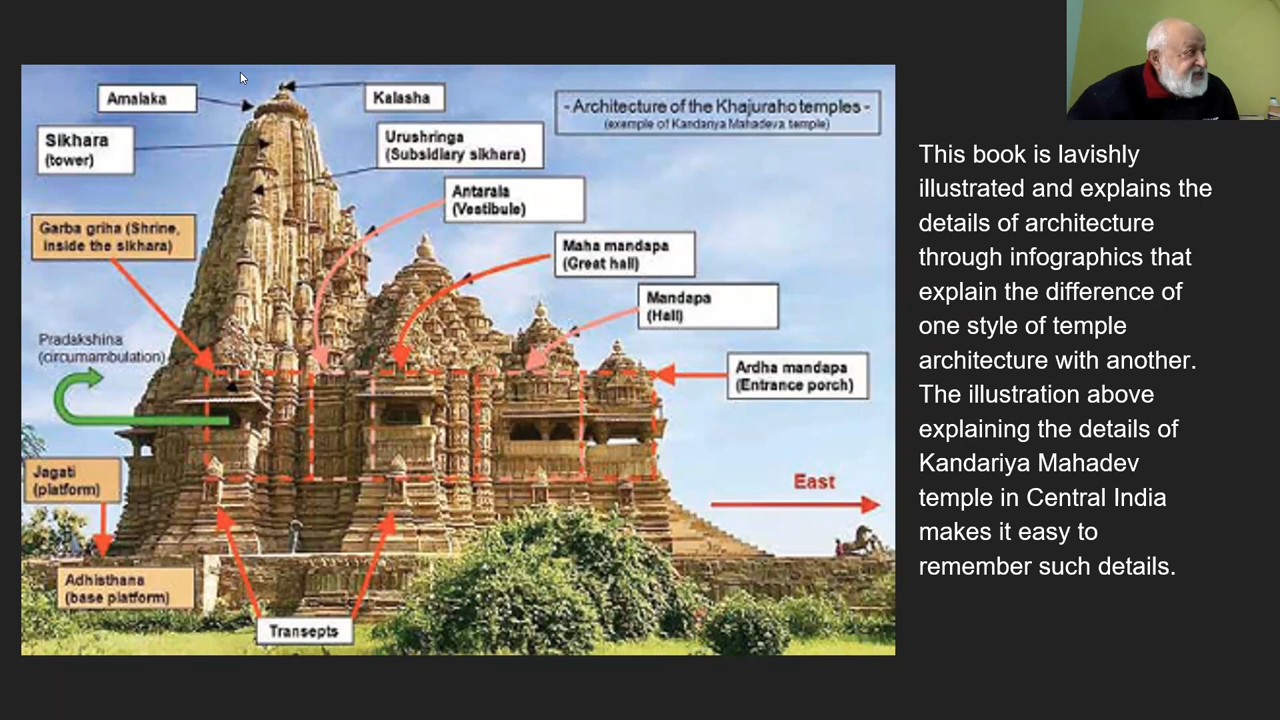 Amalaka
Kalasha
- Architecture of the Khajuraho temples -
(exemple of Kandariya Mahadeva temple)
Sikhara
(tower)
Urushringa
(Subsidiary sikhara)
Antarala
(Vestibule)
Garba griha (Shrine,
inside the sikhara)
Maha mandapa
(Great hall)
Mandapa
(Hall)
Pradakshina
(circumambulation)
Ardha mandapa
(Entrance porch)
Jagati
(platform)
East
Adhisthana
(base platform)
Transepts
This book is lavishly
illustrated and explains the
details of architecture
through infographics that
explain the difference of
one style of temple
architecture with another.
The illustration above
explaining the details of
Kandariya Mahadev
temple in Central India
makes it easy to
remember such details.